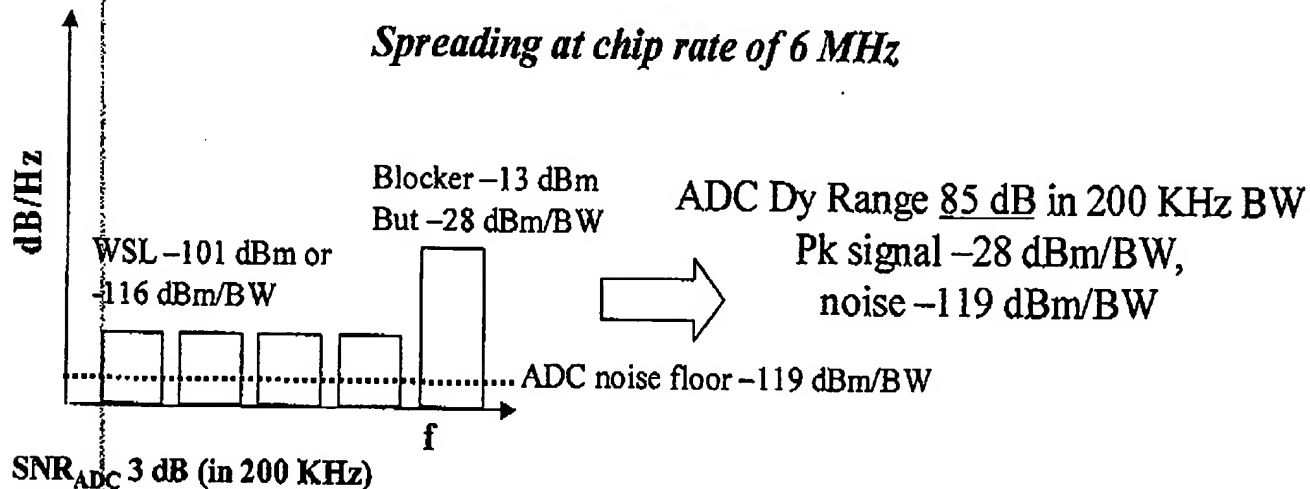 Spreading at chip rate of 6 MHz
dB/Hz
Blocker –13 dBm
But –28 dBm/BW
WSL –101 dBm or
-116 dBm/BW
ADC Dy Range 85 dB in 200 KHz BW
Pk signal –28 dBm/BW,
noise –119 dBm/BW
ADC noise floor –119 dBm/BW
f
SNRADC 3 dB (in 200 KHz)